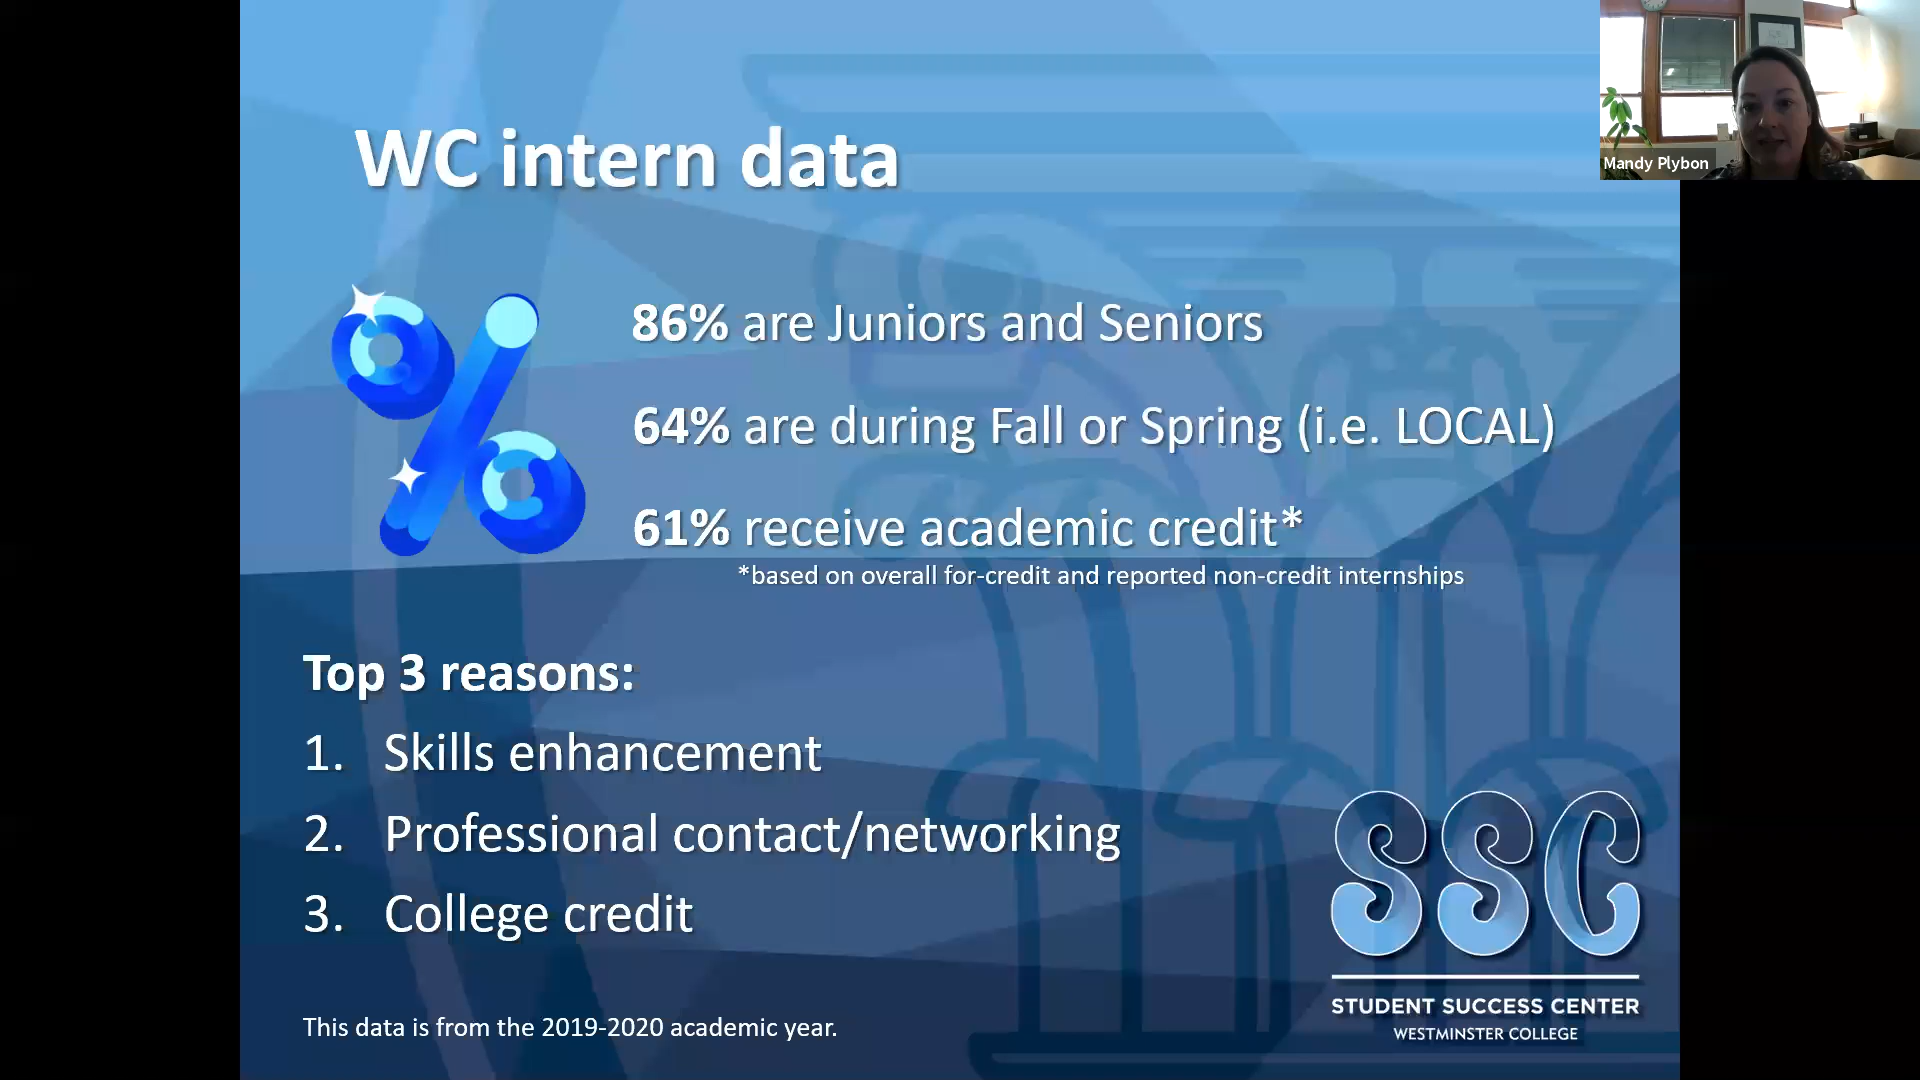 WC intern data
Mandy Plybon
86% are Juniors and Seniors
64% are during Fall or Spring (i.e. LOCAL)
61% receive academic credit*
*based on overall for-credit and reported non-credit internships
Top 3 reasons:
1. Skills enhancement
2. Professional contact/networking
3. College credit
SSC
STUDENT SUCCESS CENTER
WESTMINSTER COLLEGE
This data is from the 2019-2020 academic year.